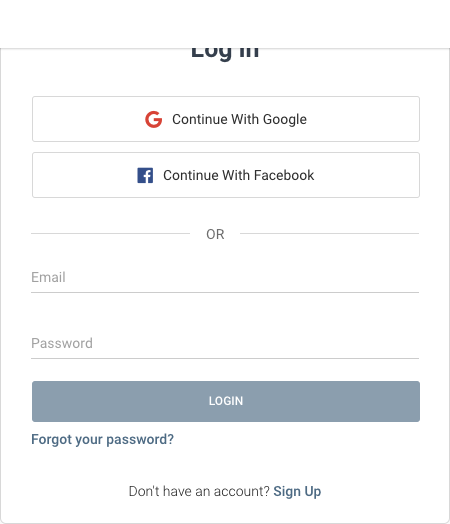 Log In
Continue With Google
Continue With Facebook
OR
Email
Password
LOGIN
Forgot your password?
Don't have an account? Sign Up